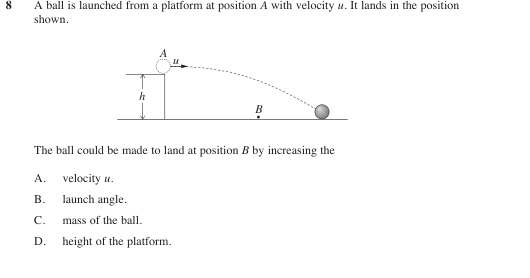 8 A ball is launched from a platform at position A with velocity u. It lands in the position
shown.
A
u
h
B
The ball could be made to land at position B by increasing the
A. velocity u.
B. launch angle.
C. mass of the ball.
D. height of the platform.